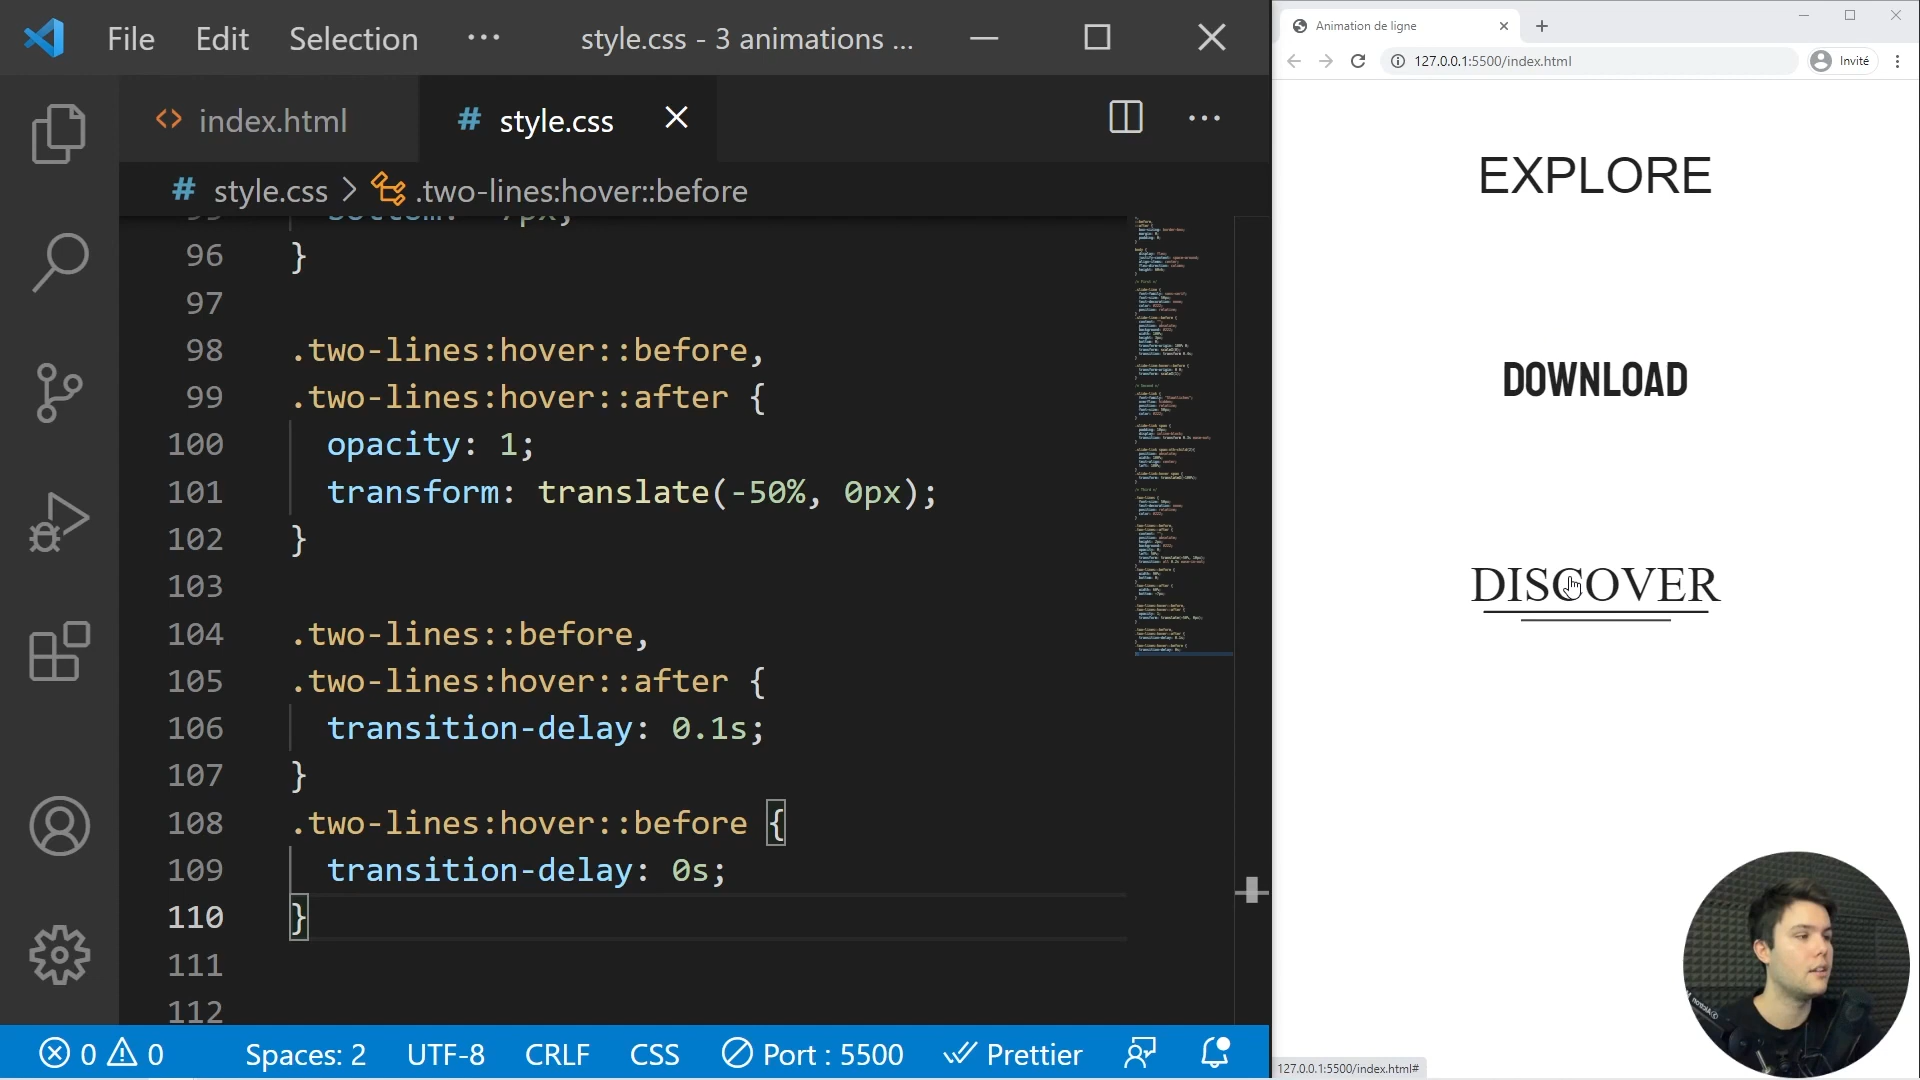 File Edit Selection ··· style.css - 3 animations ...
index.html
# style.css
# style.css > .two-lines:hover::before
96 }
97
98 .two-lines:hover::before,
99 .two-lines:hover::after {
100 opacity: 1;
101 transform: translate(-50%, 0px);
102 }
103
104 .two-lines::before,
105 .two-lines:hover::after {
106 transition-delay: 0.1s;
107 }
108 .two-lines:hover::before {
109 transition-delay: 0s;
110 }
111
112
0 0 Spaces: 2 UTF-8 CRLF CSS Port : 5500 Prettier
Animation de ligne
127.0.0.1:5500/index.html Invité
EXPLORE
DOWNLOAD
DISCOVER
127.0.0.1:5500/index.html#